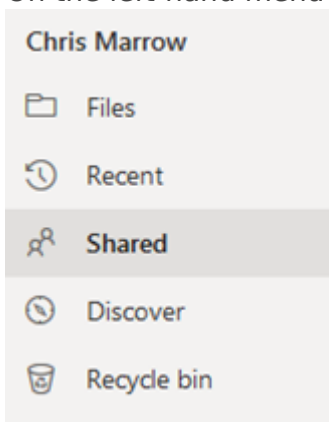 Chris Marrow
Files
Recent
Shared
Discover
Recycle bin